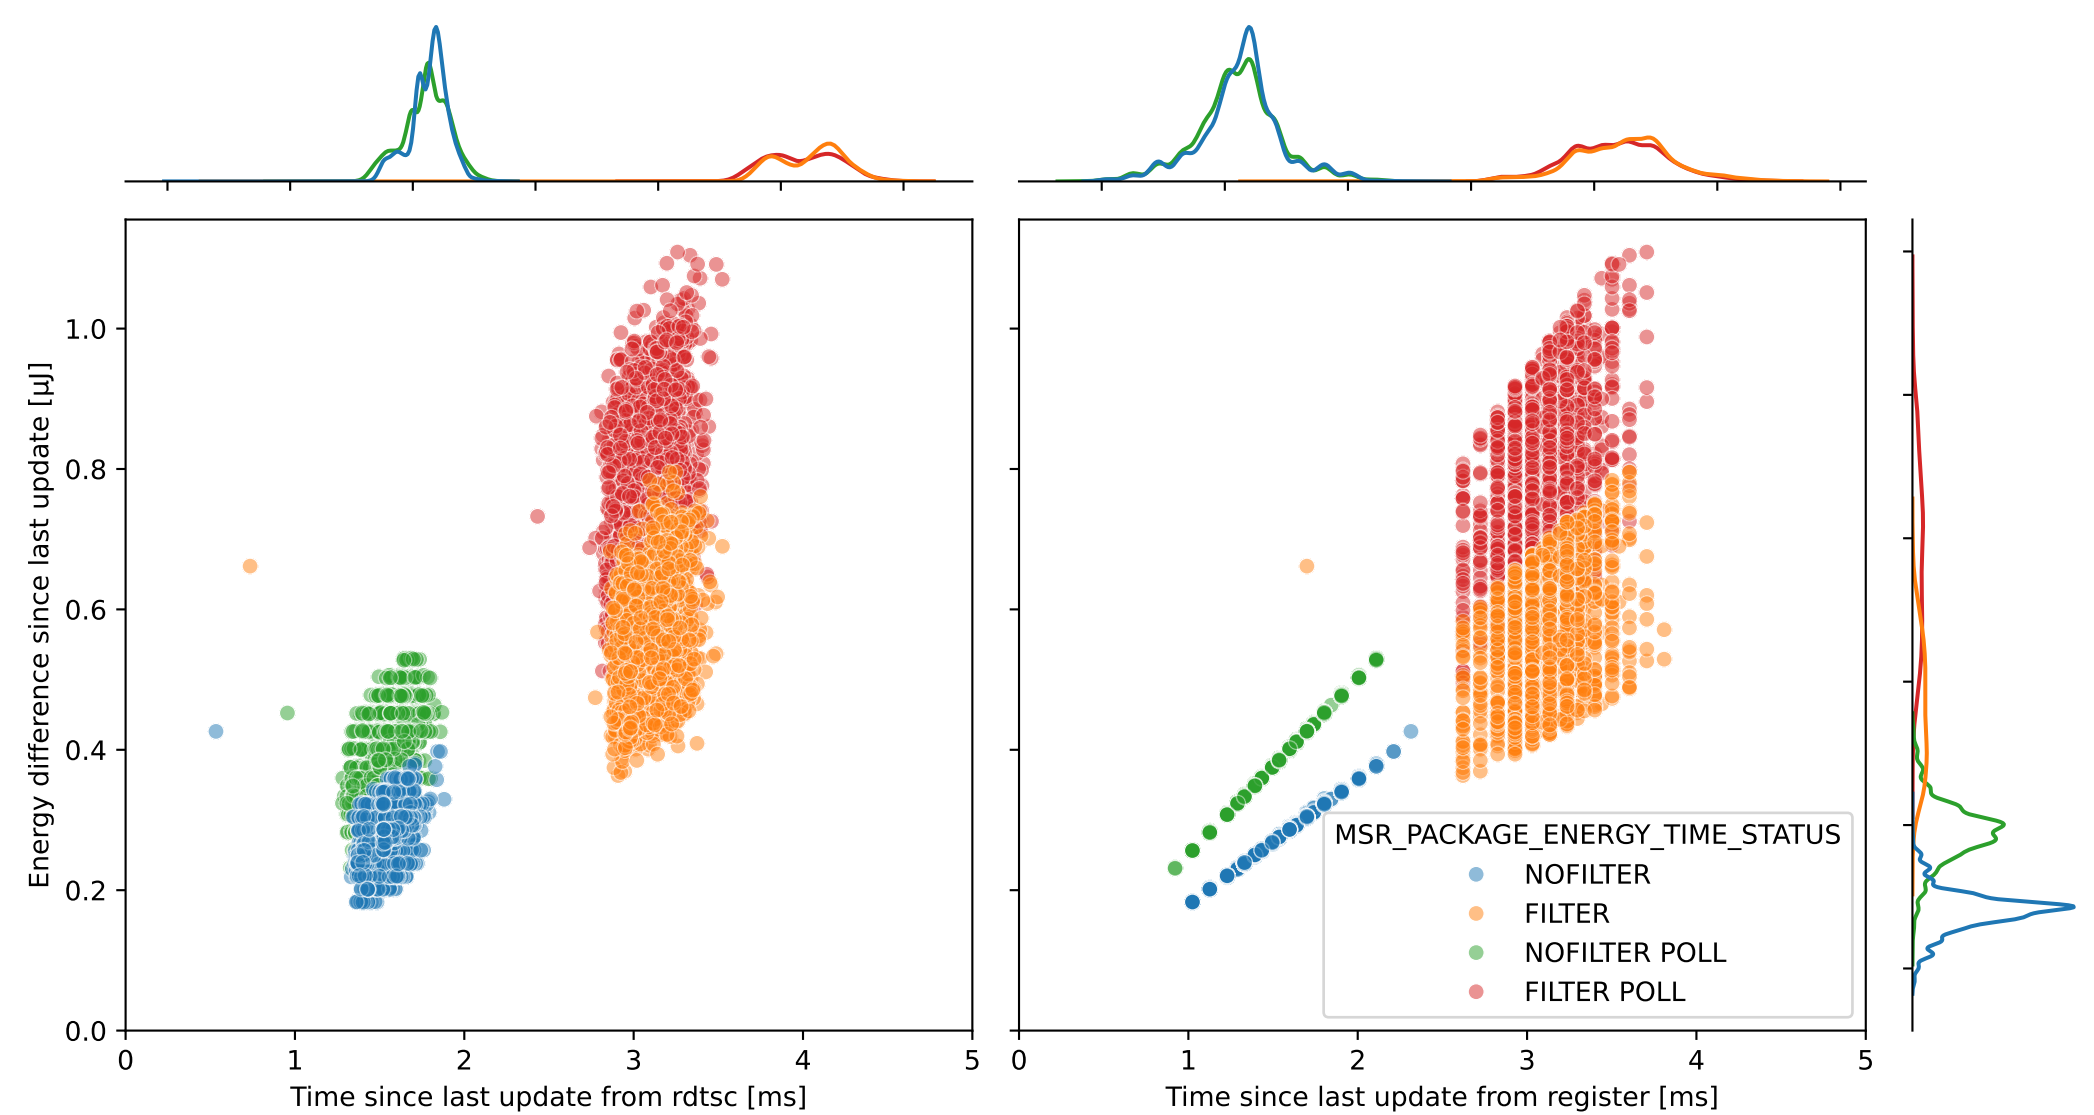 Energy difference since last update [µJ]
1.0
0.8
0.6
0.4
0.2
0.0
0 1 2 3 4 5
Time since last update from rdtsc [ms]
MSR_PACKAGE_ENERGY_TIME_STATUS
NOFILTER
FILTER
NOFILTER POLL
FILTER POLL
0 1 2 3 4 5
Time since last update from register [ms]